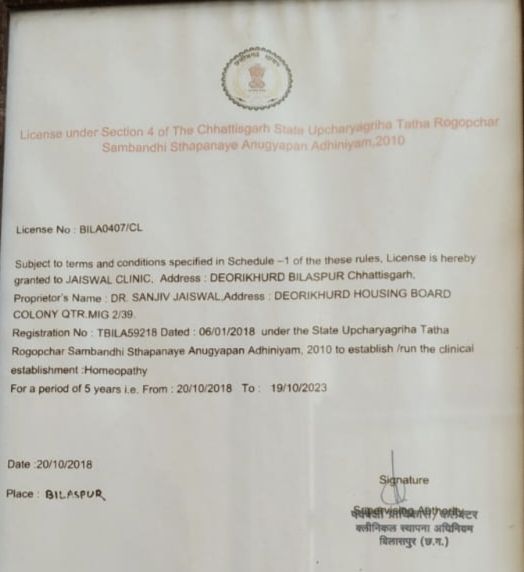 License under Section 4 of The Chhattisgarh State Upcharyagriha Tatha Rogopchar
Sambandhi Sthapanaye Anugyapan Adhiniyam,2010
License No : BILA0407/CL
Subject to terms and conditions specified in Schedule –1 of the these rules, License is hereby
granted to JAISWAL CLINIC, Address : DEORIKHURD BILASPUR Chhattisgarh,
Proprietor's Name : DR. SANJIV JAISWAL,Address : DEORIKHURD HOUSING BOARD
COLONY QTR.MIG 2/39.
Registration No : TBILA59218 Dated : 06/01/2018 under the State Upcharyagriha Tatha
Rogopchar Sambandhi Sthapanaye Anugyapan Adhiniyam, 2010 to establish /run the clinical
establishment :Homeopathy
For a period of 5 years i.e. From : 20/10/2018 To : 19/10/2023
Date :20/10/2018
Place : BILASPUR
Signature
Supervising Authority
क्लीनिकल स्थापना अधिनियम
बिलासपुर (छ.ग.)